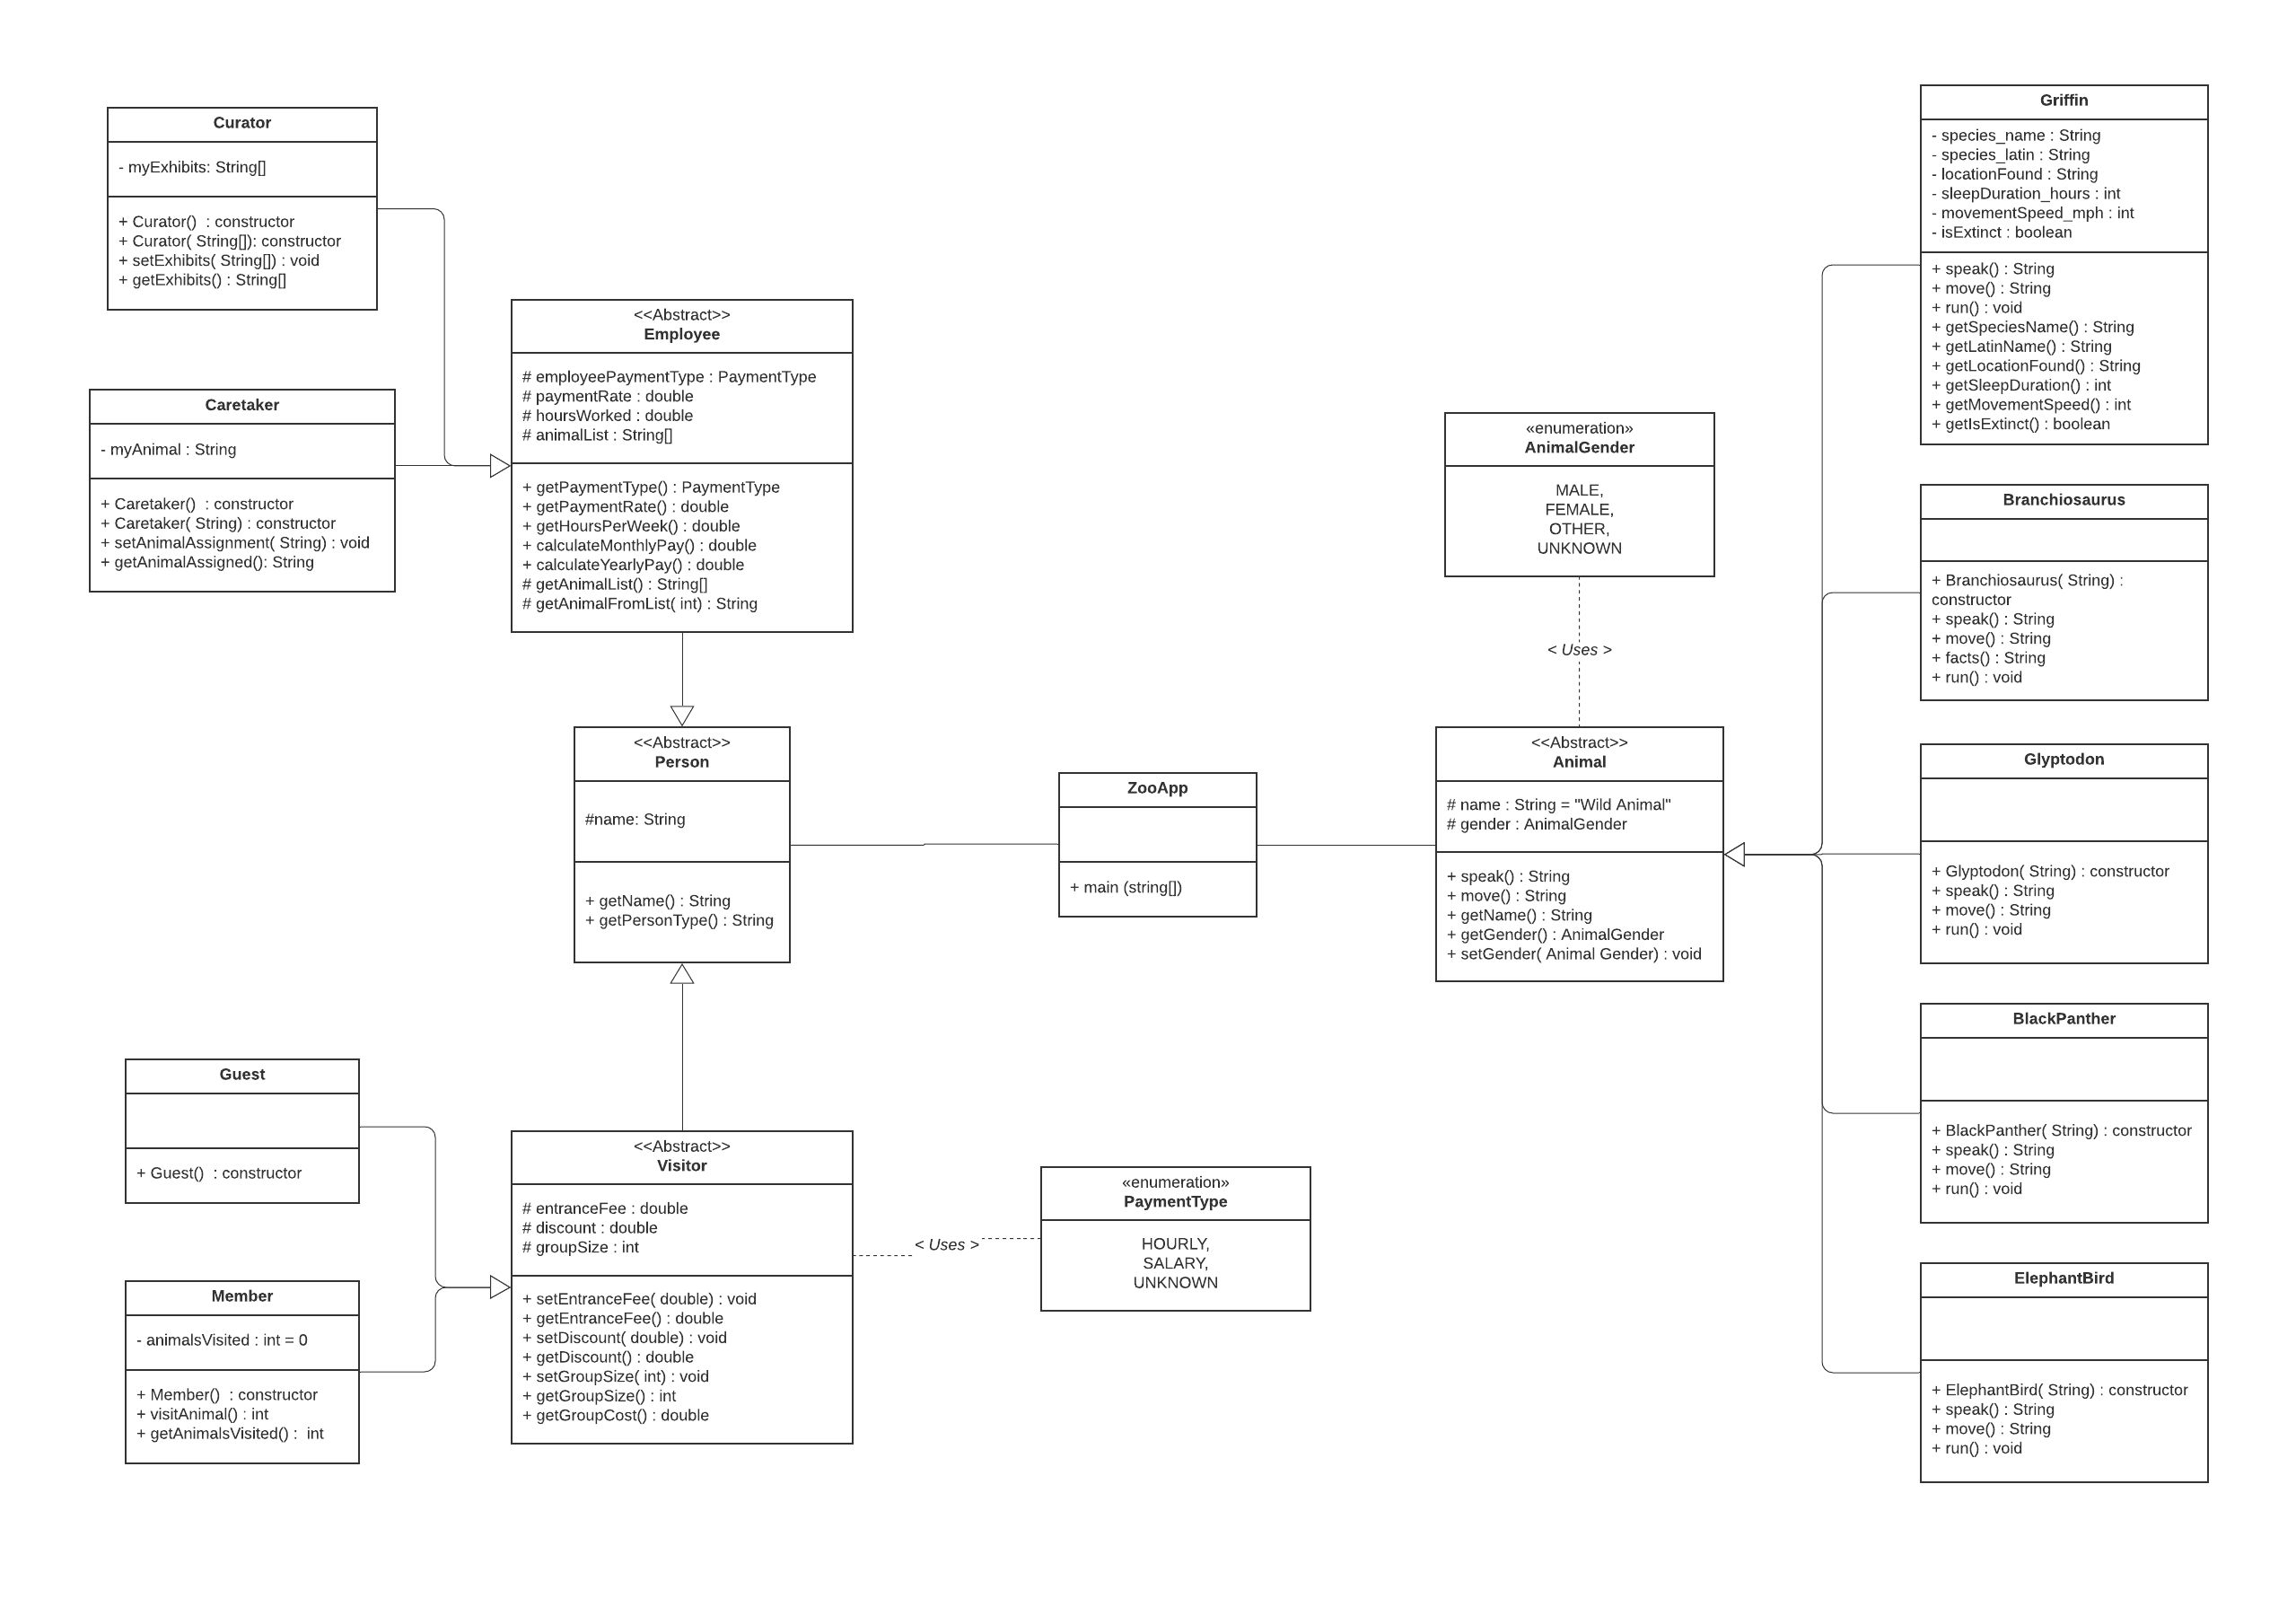 Curator
- myExhibits: String[]
+ Curator()  : constructor
+ Curator( String[]): constructor
+ setExhibits( String[]) : void
+ getExhibits() : String[]
Caretaker
- myAnimal : String
+ Caretaker()  : constructor
+ Caretaker( String) : constructor
+ setAnimalAssignment( String) : void
+ getAnimalAssigned(): String
<<Abstract>>
Employee
# employeePaymentType : PaymentType
# paymentRate : double
# hoursWorked : double
# animalList : String[]
+ getPaymentType() : PaymentType
+ getPaymentRate() : double
+ getHoursPerWeek() : double
+ calculateMonthlyPay() : double
+ calculateYearlyPay() : double
# getAnimalList() : String[]
# getAnimalFromList( int) : String
<<Abstract>>
Person
#name: String
+ getName() : String
+ getPersonType() : String
Guest
+ Guest()  : constructor
Member
- animalsVisited : int = 0
+ Member()  : constructor
+ visitAnimal() : int
+ getAnimalsVisited() :  int
<<Abstract>>
Visitor
# entranceFee : double
# discount : double
# groupSize : int
+ setEntranceFee( double) : void
+ getEntranceFee() : double
+ setDiscount( double) : void
+ getDiscount() : double
+ setGroupSize( int) : void
+ getGroupSize() : int
+ getGroupCost() : double
< Uses >
«enumeration»
PaymentType
HOURLY,
SALARY,
UNKNOWN
ZooApp
+ main (string[])
«enumeration»
AnimalGender
MALE,
FEMALE,
OTHER,
UNKNOWN
< Uses >
<<Abstract>>
Animal
# name : String = "Wild Animal"
# gender : AnimalGender
+ speak() : String
+ move() : String
+ getName() : String
+ getGender() : AnimalGender
+ setGender( Animal Gender) : void
Griffin
- species_name : String
- species_latin : String
- locationFound : String
- sleepDuration_hours : int
- movementSpeed_mph : int
- isExtinct : boolean
+ speak() : String
+ move() : String
+ run() : void
+ getSpeciesName() : String
+ getLatinName() : String
+ getLocationFound() : String
+ getSleepDuration() : int
+ getMovementSpeed() : int
+ getIsExtinct() : boolean
Branchiosaurus
+ Branchiosaurus( String) :
constructor
+ speak() : String
+ move() : String
+ facts() : String
+ run() : void
Glyptodon
+ Glyptodon( String) : constructor
+ speak() : String
+ move() : String
+ run() : void
BlackPanther
+ BlackPanther( String) : constructor
+ speak() : String
+ move() : String
+ run() : void
ElephantBird
+ ElephantBird( String) : constructor
+ speak() : String
+ move() : String
+ run() : void